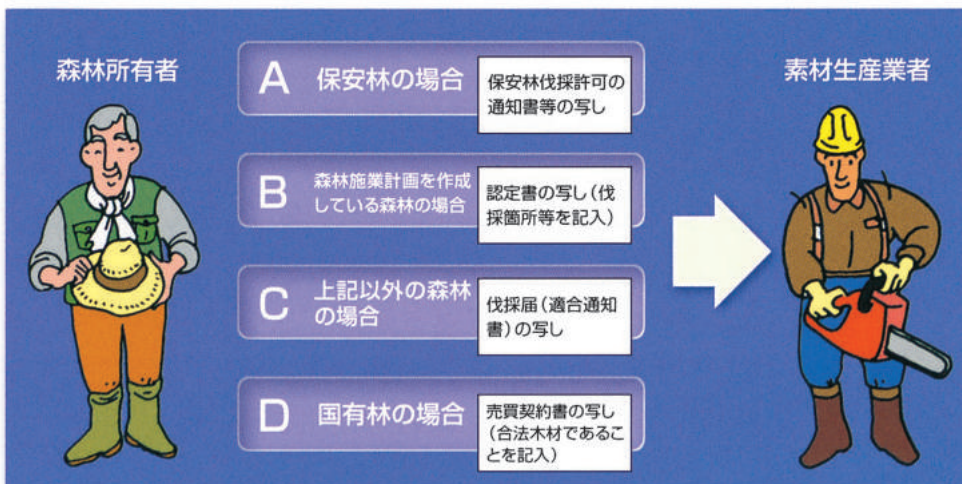 森林所有者
A 保安林の場合
保安林伐採許可の
通知書等の写し
B 森林施業計画を作成
している森林の場合
認定書の写し(伐
採箇所等を記入)
C 上記以外の森林
の場合
伐採届(適合通知
書)の写し
D 国有林の場合
売買契約書の写し
(合法木材であるこ
とを記入)
素材生産業者